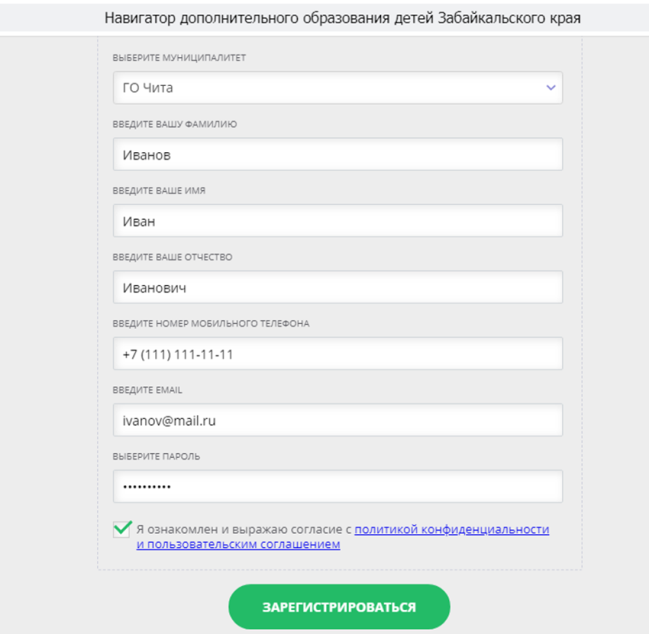 Навигатор дополнительного образования детей Забайкальского края
ВЫБЕРИТЕ МУНИЦИПАЛИТЕТ
ГО Чита
ВВЕДИТЕ ВАШУ ФАМИЛИЮ
Иванов
ВВЕДИТЕ ВАШЕ ИМЯ
Иван
ВВЕДИТЕ ВАШЕ ОТЧЕСТВО
Иванович
ВВЕДИТЕ НОМЕР МОБИЛЬНОГО ТЕЛЕФОНА
+7 (111) 111-11-11
ВВЕДИТЕ EMAIL
ivanov@mail.ru
ВЫБЕРИТЕ ПАРОЛЬ
••••••••••
Я ознакомлен и выражаю согласие с политикой конфиденциальности
и пользовательским соглашением
ЗАРЕГИСТРИРОВАТЬСЯ